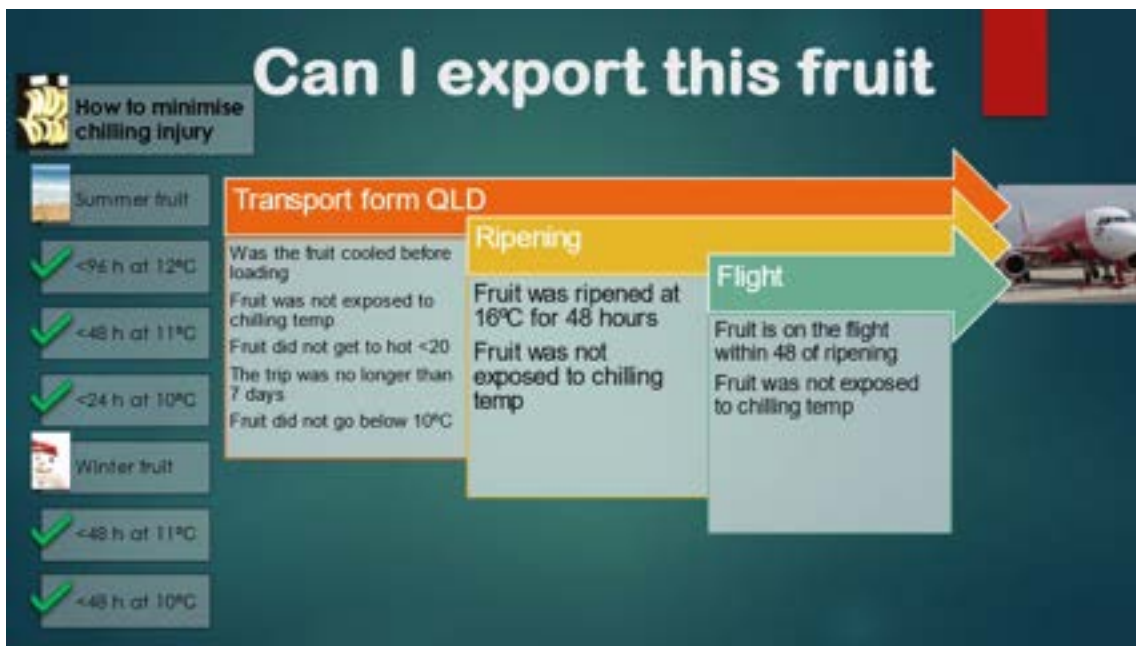 Can I export this fruit
How to minimise
chilling injury
Summer fruit
<96 h at 12ºC
<48 h at 11ºC
<24 h at 10ºC
Winter fruit
<48 h at 11ºC
<48 h at 10ºC
Transport form QLD
Was the fruit cooled before
loading
Fruit was not exposed to
chilling temp
Fruit did not get to hot <20
The trip was no longer than
7 days
Fruit did not go below 10ºC
Ripening
Fruit was ripened at
16ºC for 48 hours
Fruit was not
exposed to chilling
temp
Flight
Fruit is on the flight
within 48 of ripening
Fruit was not exposed
to chilling temp